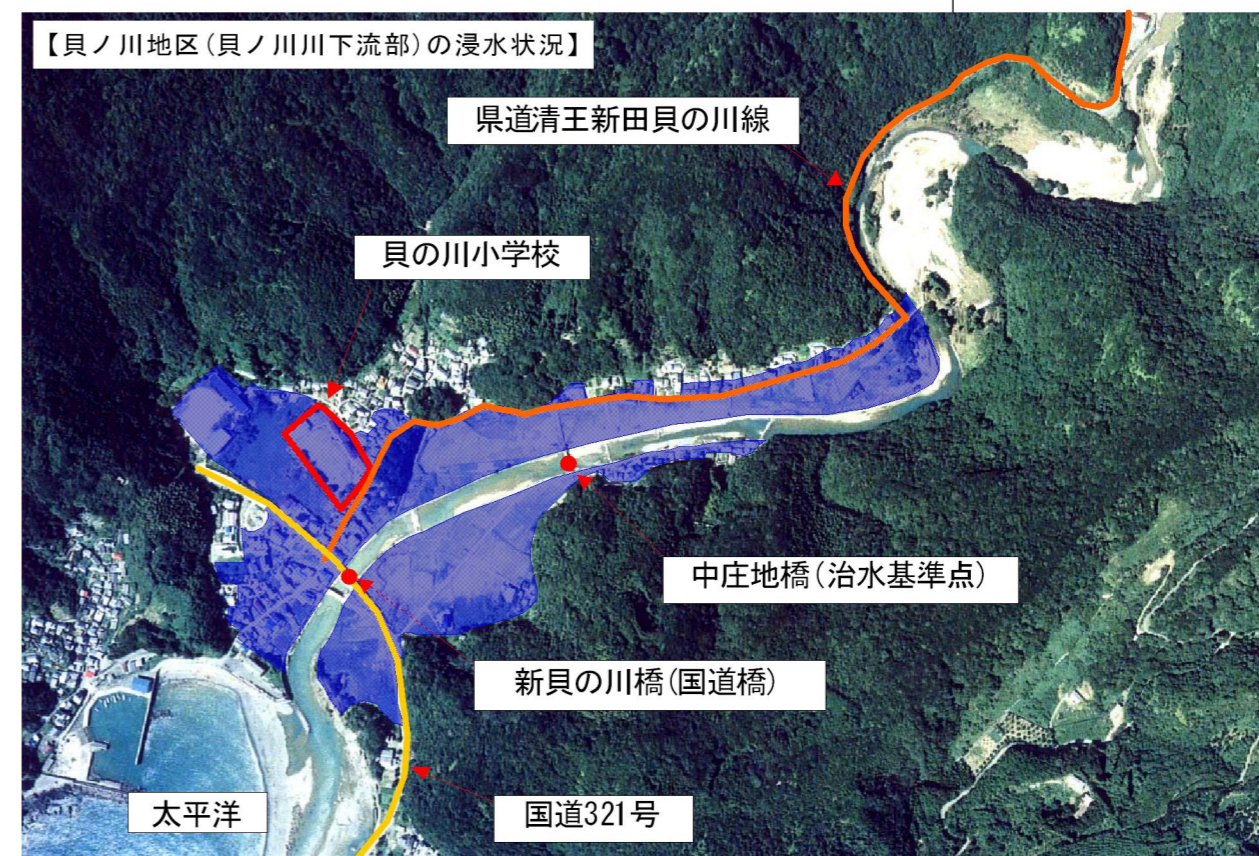 【貝ノ川地区(貝ノ川川下流部)の浸水状況】
県道清王新田貝の川線
貝の川小学校
中庄地橋(治水基準点)
新貝の川橋(国道橋)
太平洋
国道321号